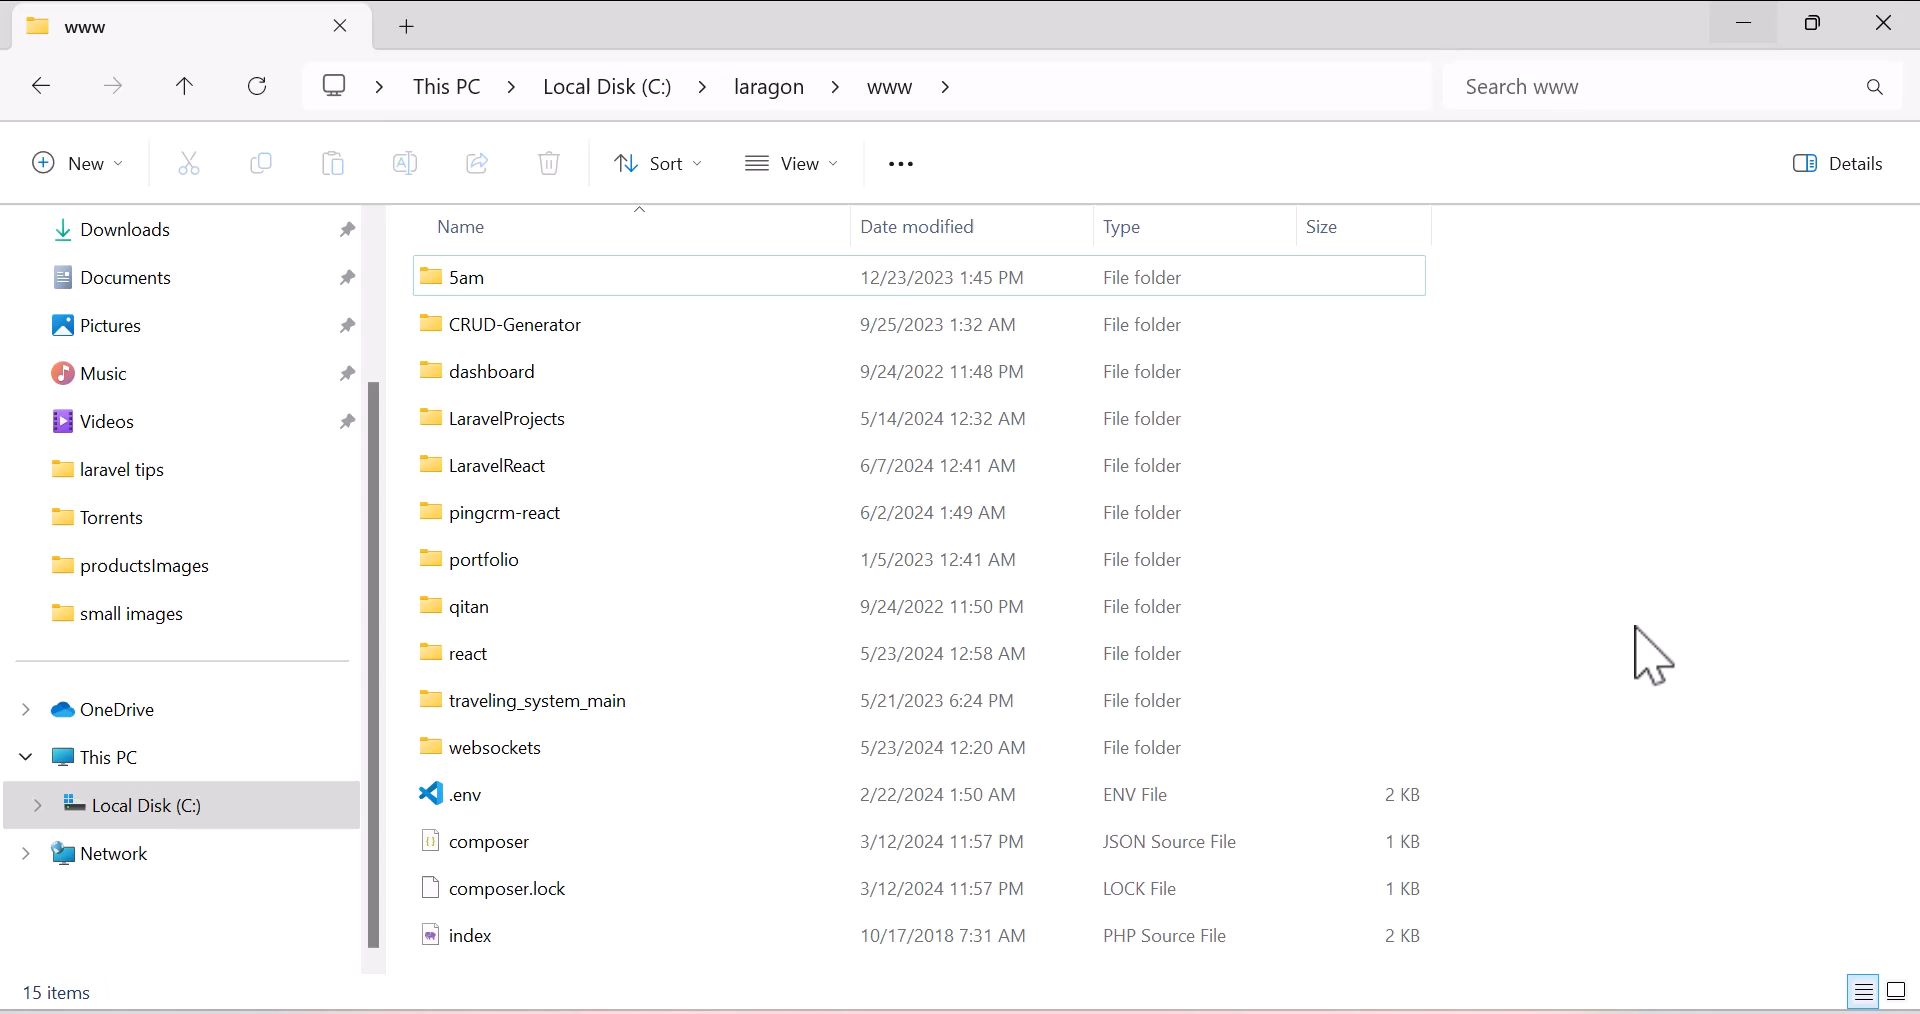 www
This PC > Local Disk (C:) > laragon > www >
Search www
New
Sort
View
Details
Downloads
Documents
Pictures
Music
Videos
laravel tips
Torrents
productsImages
small images
OneDrive
This PC
Local Disk (C:)
Network
Name Date modified Type Size
5am 12/23/2023 1:45 PM File folder
CRUD-Generator 9/25/2023 1:32 AM File folder
dashboard 9/24/2022 11:48 PM File folder
LaravelProjects 5/14/2024 12:32 AM File folder
LaravelReact 6/7/2024 12:41 AM File folder
pingcrm-react 6/2/2024 1:49 AM File folder
portfolio 1/5/2023 12:41 AM File folder
qitan 9/24/2022 11:50 PM File folder
react 5/23/2024 12:58 AM File folder
traveling_system_main 5/21/2023 6:24 PM File folder
websockets 5/23/2024 12:20 AM File folder
.env 2/22/2024 1:50 AM ENV File 2 KB
composer 3/12/2024 11:57 PM JSON Source File 1 KB
composer.lock 3/12/2024 11:57 PM LOCK File 1 KB
index 10/17/2018 7:31 AM PHP Source File 2 KB
15 items